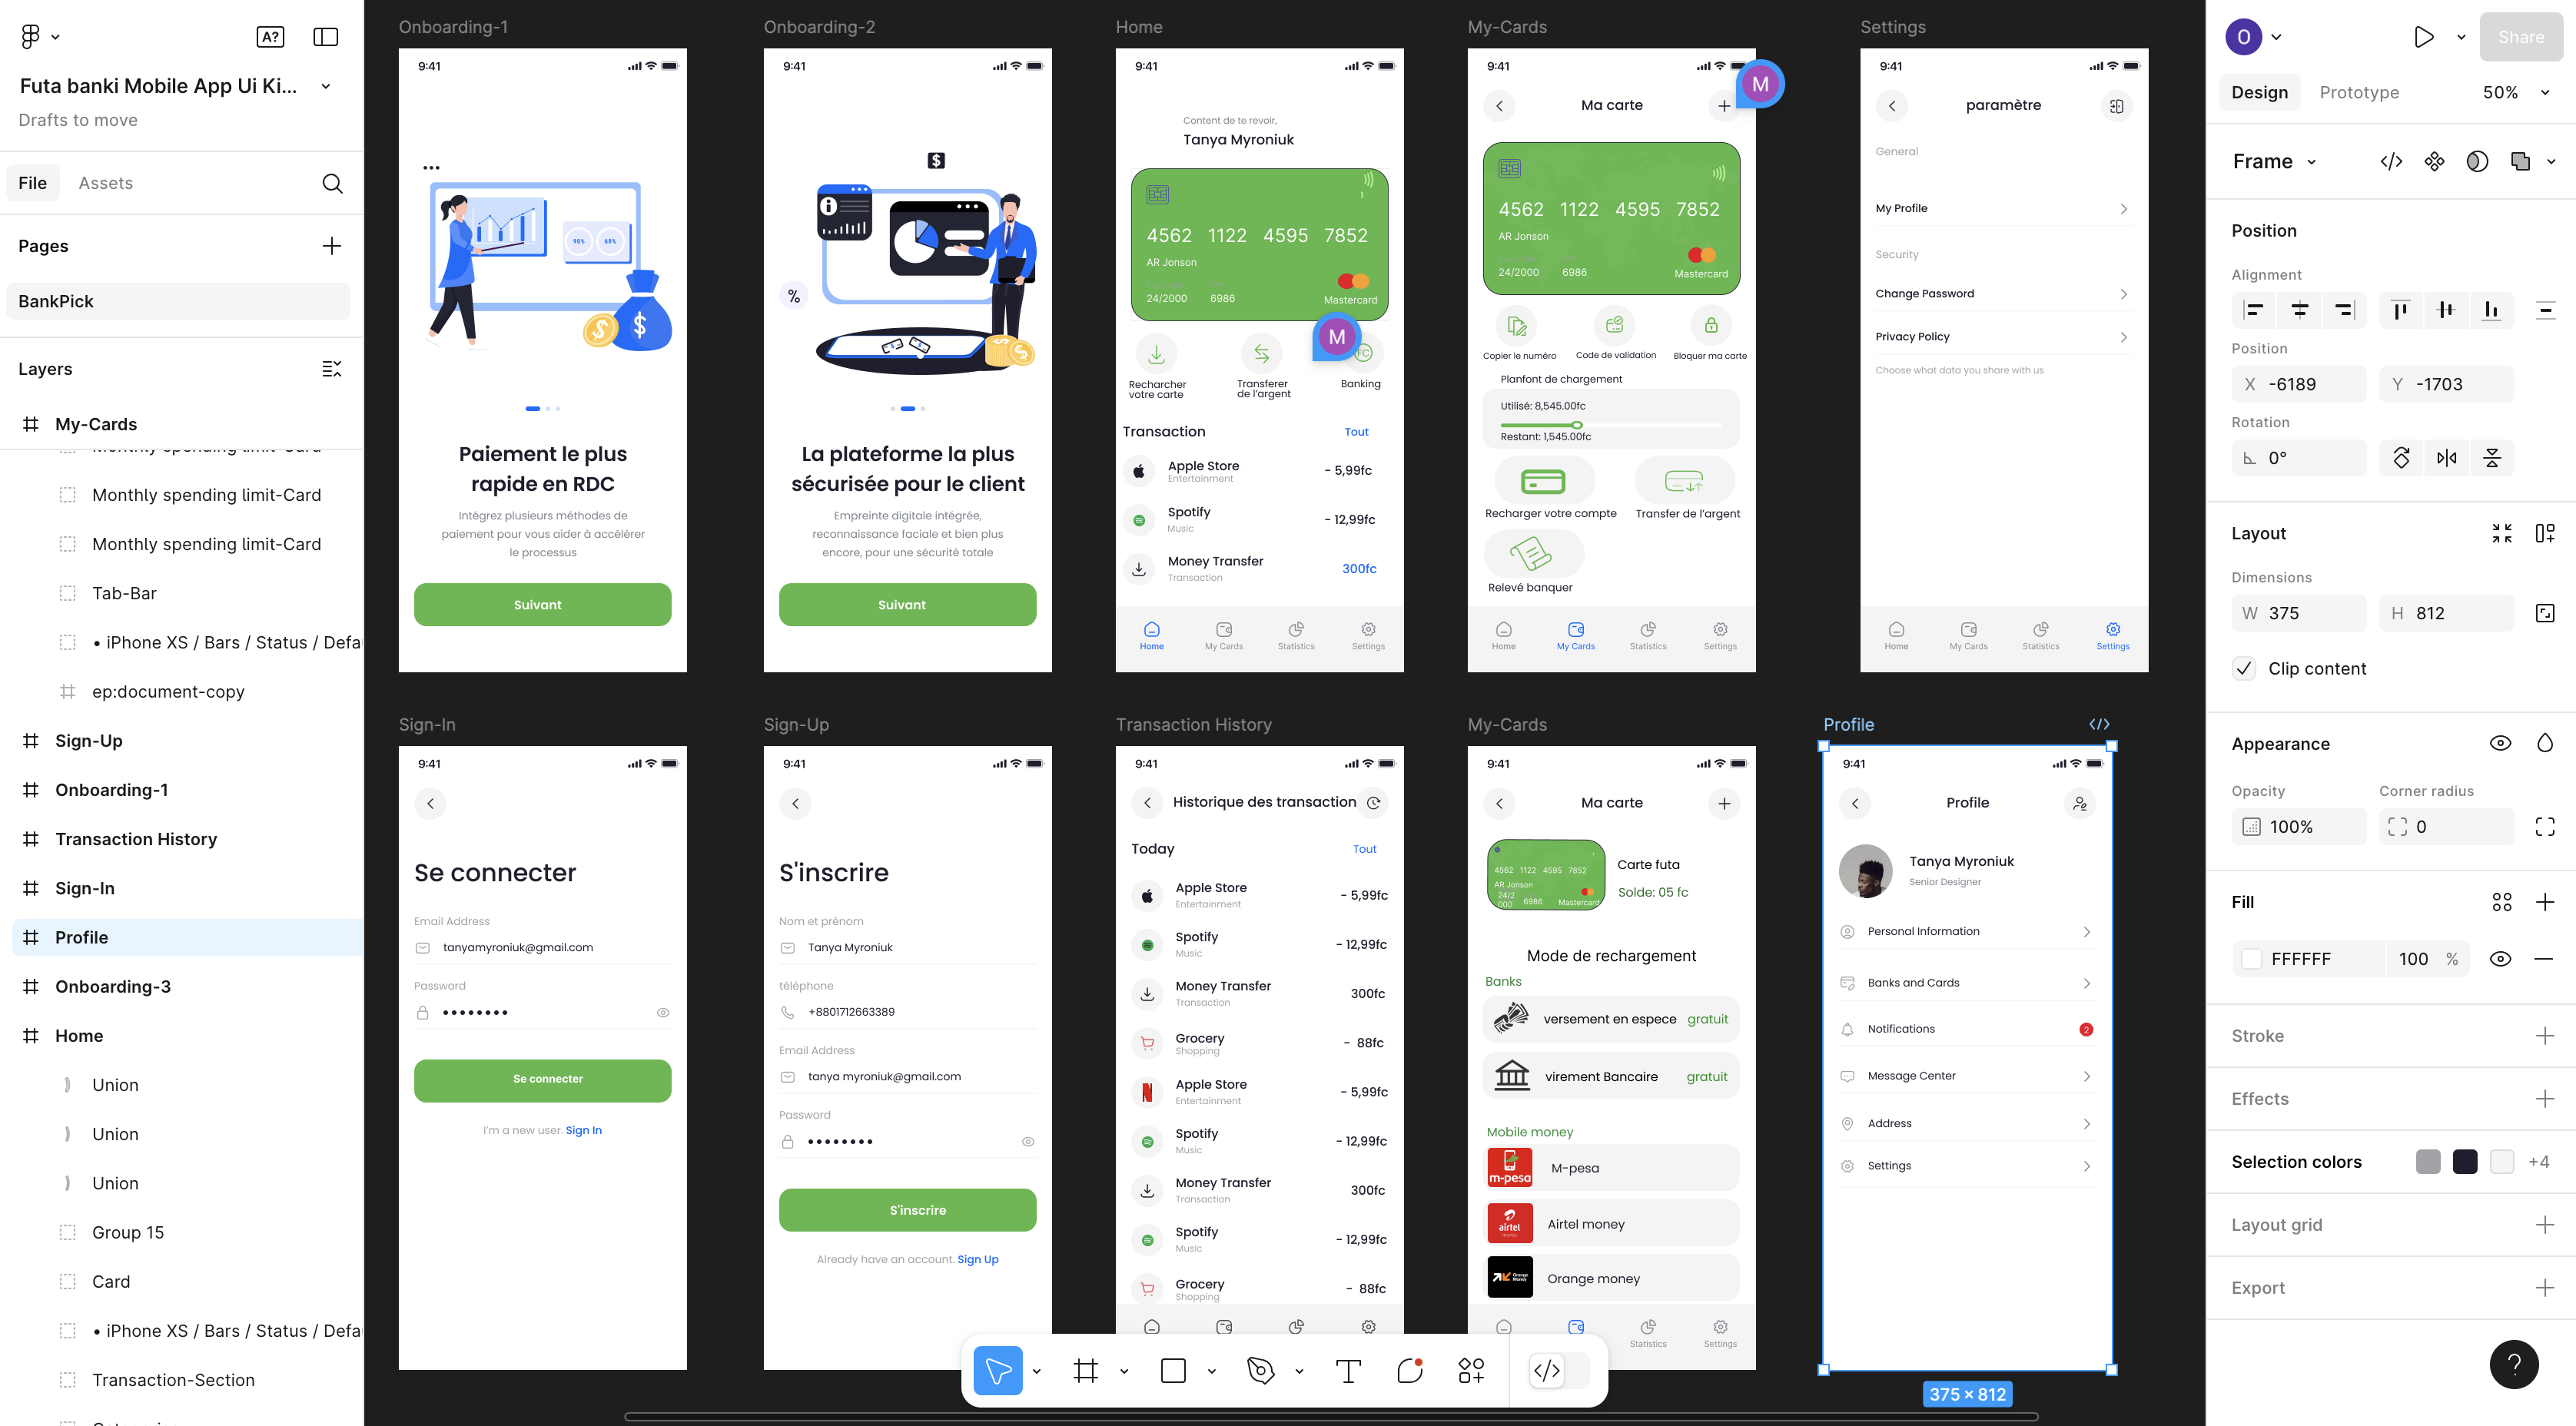 A?
Futa banki Mobile App Ui Ki...
Drafts to move
File
Assets
Pages
BankPick
Layers
My-Cards
Monthly spending limit-Card
Monthly spending limit-Card
Monthly spending limit-Card
Tab-Bar
• iPhone XS / Bars / Status / Defa
ep:document-copy
Sign-Up
Onboarding-1
Transaction History
Sign-In
Profile
Onboarding-3
Home
Union
Union
Union
Group 15
Card
• iPhone XS / Bars / Status / Defa
Transaction-Section
Onboarding-1
9:41
90%
60%
$
$
Paiement le plus
rapide en RDC
Intégrez plusieurs méthodes de
paiement pour vous aider à accélérer
le processus
Suivant
Onboarding-2
9:41
$
%
$
La plateforme la plus
sécurisée pour le client
Empreinte digitale intégrée,
reconnaissance faciale et bien plus
encore, pour une sécurité totale
Suivant
Home
9:41
Content de te revoir,
Tanya Myroniuk
4562 1122 4595 7852
AR Jonson
24/2000
6986
Mastercard
M
FC
Recharcher
votre carte
Transferer
de l'argent
Banking
Transaction
Tout
Apple Store
Entertainment
- 5,99fc
Spotify
Music
- 12,99fc
Money Transfer
Transaction
300fc
Home
My Cards
Statistics
Settings
My-Cards
9:41
M
Ma carte
4562 1122 4595 7852
AR Jonson
24/2000
6986
Mastercard
Copier le numéro
Code de validation
Bloquer ma carte
Planfont de chargement
Utilisé: 8,545.00fc
Restant: 1,545.00fc
Recharger votre compte
Transfer de l'argent
Relevé banquer
Home
My Cards
Statistics
Settings
Settings
9:41
paramètre
General
My Profile
Security
Change Password
Privacy Policy
Choose what data you share with us
Home
My Cards
Statistics
Settings
Sign-In
9:41
Se connecter
Email Address
tanyamyroniuk@gmail.com
Password
Se connecter
I'm a new user. Sign In
Sign-Up
9:41
S'inscrire
Nom et prénom
Tanya Myroniuk
téléphone
+8801712663389
Email Address
tanya myroniuk@gmail.com
Password
S'inscrire
Already have an account. Sign Up
Transaction History
9:41
Historique des transaction
Today
Tout
Apple Store
Entertainment
- 5,99fc
Spotify
Music
- 12,99fc
Money Transfer
Transaction
300fc
Grocery
Shopping
- 88fc
Apple Store
Entertainment
- 5,99fc
Spotify
Music
- 12,99fc
Money Transfer
Transaction
300fc
Spotify
Music
- 12,99fc
Grocery
Shopping
- 88fc
My-Cards
9:41
Ma carte
4562 1122 4595 7852
AR Jonson
24/2
000
6986
Mastercard
Carte futa
Solde: 05 fc
Mode de rechargement
Banks
versement en espece
gratuit
virement Bancaire
gratuit
Mobile money
m-pesa
M-pesa
airtel
money
Airtel money
Orange
Money
Orange money
Statistics
Settings
Profile
9:41
Profile
Tanya Myroniuk
Senior Designer
Personal Information
Banks and Cards
Notifications
2
Message Center
Address
Settings
375 × 812
O
Share
Design
Prototype
50%
Frame
Position
Alignment
Position
X -6189
Y -1703
Rotation
0°
Layout
Dimensions
W 375
H 812
Clip content
Appearance
Opacity
Corner radius
100%
0
Fill
FFFFFF
100 %
Stroke
Effects
Selection colors
+4
Layout grid
Export
?